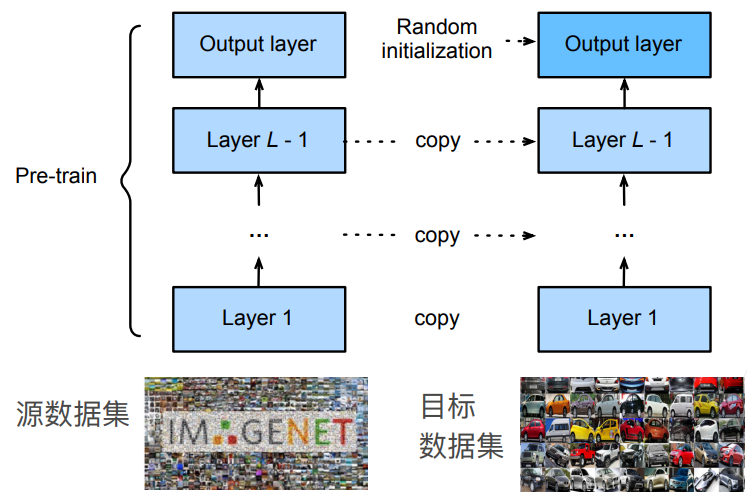 Output layer
Random
initialization
Output layer
Layer L - 1
copy
Layer L - 1
Pre-train
...
copy
...
Layer 1
copy
Layer 1
源数据集
IMAGENET
目标
数据集